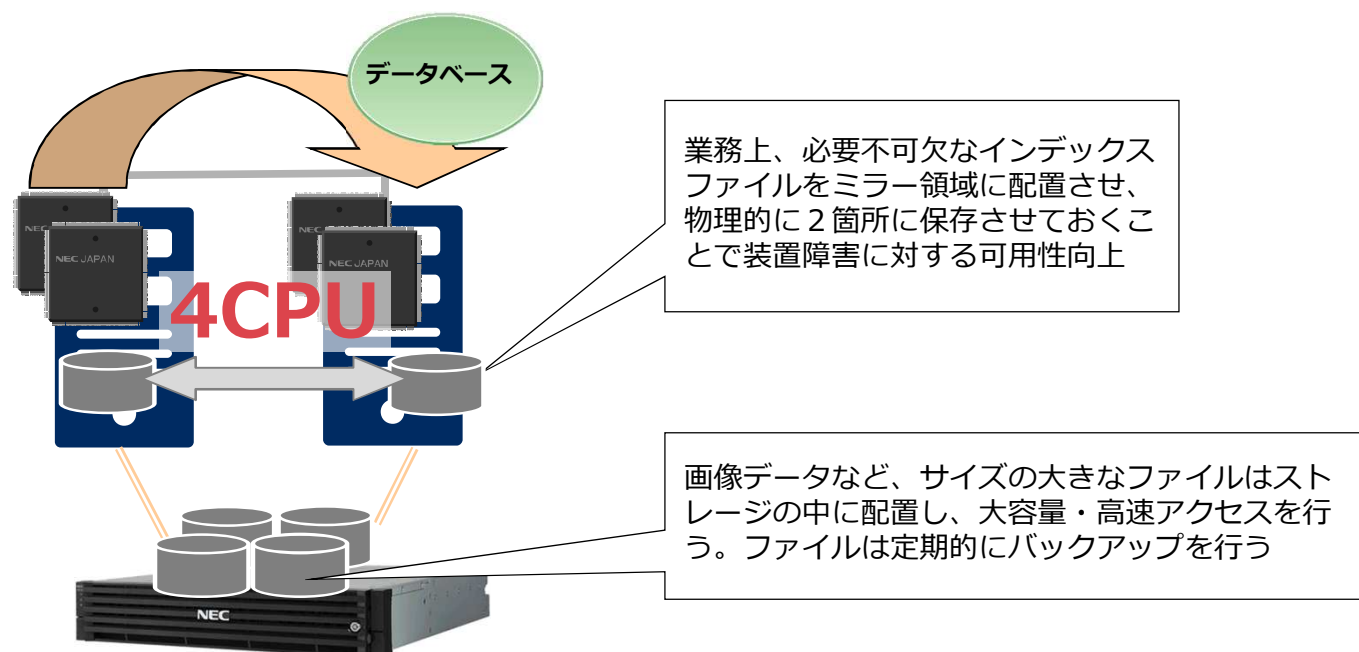 データベース
業務上、必要不可欠なインデックス
ファイルをミラー領域に配置させ、
物理的に２箇所に保存させておくこ
とで装置障害に対する可用性向上
NEC
NEC JAPAN
NEC
NEC JAPAN
4CPU
画像データなど、サイズの大きなファイルはスト
レージの中に配置し、大容量・高速アクセスを行
う。ファイルは定期的にバックアップを行う
NEC